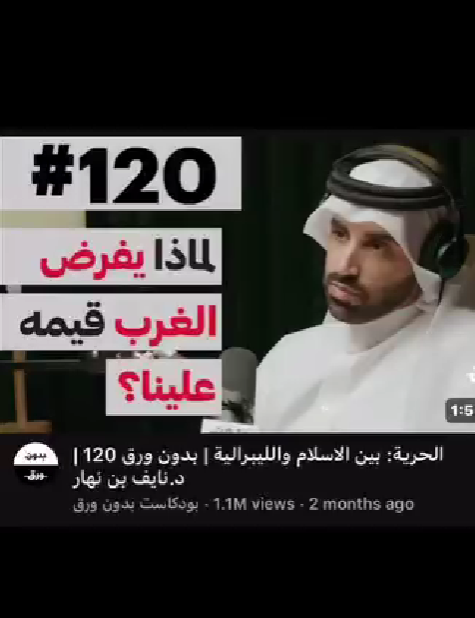 #120
لماذا يفرض
الغرب قيمه
علينا؟
1:5
بدون
ورق
الحرية: بين الاسلام والليبرالية | بدون ورق 120 |
د.نايف بن نهار
بودكاست بدون ورق · 1.1M views · 2 months ago